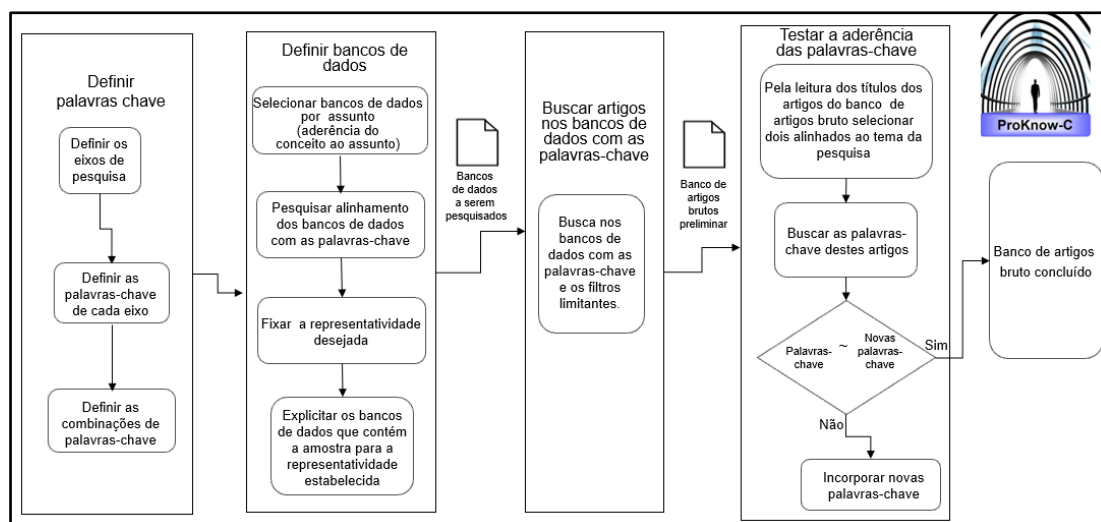 Definir
palavras chave
Definir os
eixos de
pesquisa
Definir as
palavras-chave
de cada eixo
Definir as
combinações de
palavras-chave
Definir bancos de
dados
Selecionar bancos de dados
por assunto
(aderência do
conceito ao assunto)
Pesquisar alinhamento
dos bancos de dados
com as palavras-chave
Fixar a representatividade
desejada
Explicitar os bancos
de dados que contém
a amostra para a
representatividade
estabelecida
Bancos
de dados
a serem
pesquisados
Buscar artigos
nos bancos de
dados com as
palavras-chave
Busca nos
bancos de
dados com as
palavras-chave
e os filtros
limitantes.
Banco de
artigos
brutos
preliminar
Testar a aderência
das palavras-chave
Pela leitura dos títulos dos
artigos do banco de
artigos bruto selecionar
dois alinhados ao tema da
pesquisa
Buscar as palavras-
chave destes artigos
Palavras-
chave
~
Novas
palavras-
chave
Sim
Não
Incorporar novas
palavras-chave
ProKnow-C
Banco de artigos
bruto concluído